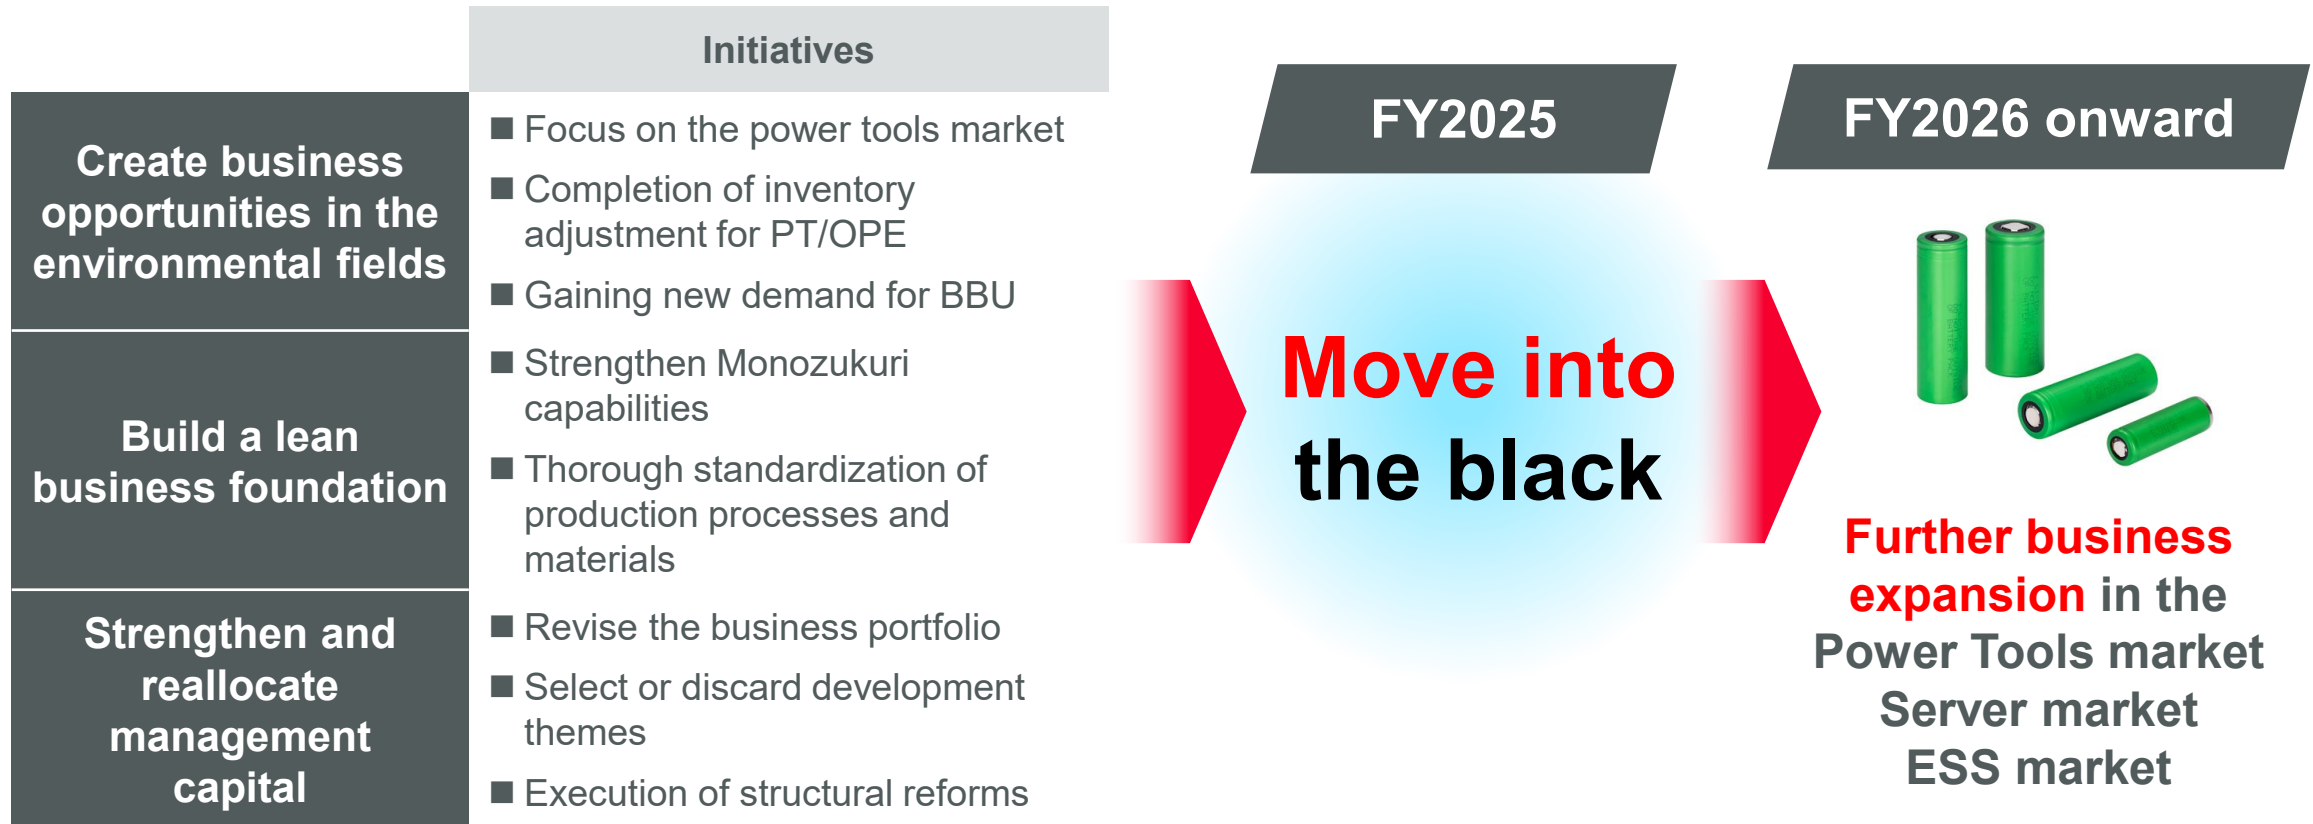 Initiatives
Create business
opportunities in the
environmental fields
■ Focus on the power tools market
■ Completion of inventory
adjustment for PT/OPE
■ Gaining new demand for BBU
Build a lean
business foundation
■ Strengthen Monozukuri
capabilities
■ Thorough standardization of
production processes and
materials
Strengthen and
reallocate
management
capital
■ Revise the business portfolio
■ Select or discard development
themes
■ Execution of structural reforms
FY2025
Move into
the black
FY2026 onward
Further business
expansion in the
Power Tools market
Server market
ESS market